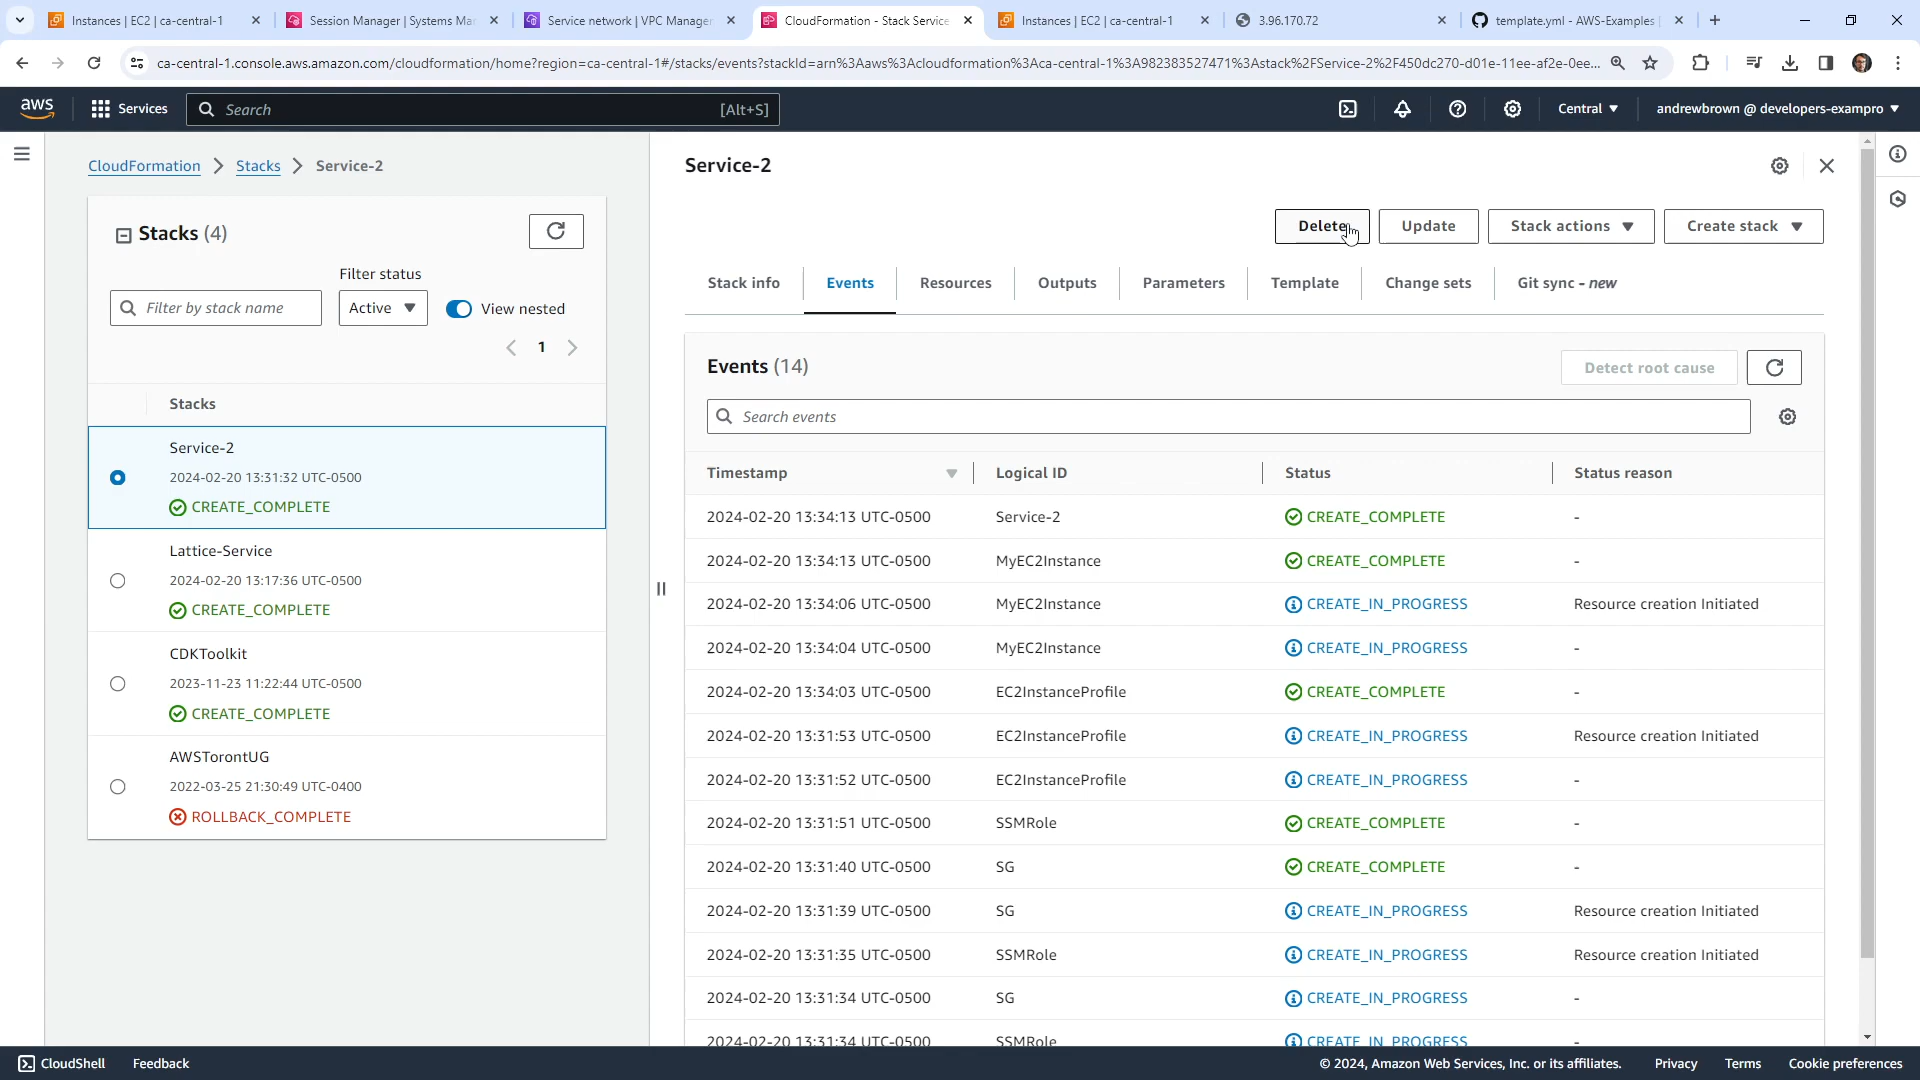 Instances | EC2 | ca-central-1
Session Manager | Systems Ma
Service network | VPC Manager
CloudFormation - Stack Service
Instances | EC2 | ca-central-1
3.96.170.72
template.yml - AWS-Examples
ca-central-1.console.aws.amazon.com/cloudformation/home?region=ca-central-1#/stacks/events?stackId=arn%3Aaws%3Acloudformation%3Aca-central-1%3A982383527471%3Astack%2FService-2%2F450dc270-d01e-11ee-af2e-0ee...
aws
Services
Search
[Alt+S]
Central
andrewbrown @ developers-exampro
CloudFormation
Stacks
Service-2
Stacks (4)
Filter status
Filter by stack name
Active
View nested
1
Stacks
Service-2
2024-02-20 13:31:32 UTC-0500
CREATE_COMPLETE
Lattice-Service
2024-02-20 13:17:36 UTC-0500
CREATE_COMPLETE
CDKToolkit
2023-11-23 11:22:44 UTC-0500
CREATE_COMPLETE
AWSTorontUG
2022-03-25 21:30:49 UTC-0400
ROLLBACK_COMPLETE
Service-2
Delete
Update
Stack actions
Create stack
Stack info
Events
Resources
Outputs
Parameters
Template
Change sets
Git sync - new
Events (14)
Detect root cause
Search events
Timestamp Logical ID Status Status reason
2024-02-20 13:34:13 UTC-0500 Service-2 CREATE_COMPLETE -
2024-02-20 13:34:13 UTC-0500 MyEC2Instance CREATE_COMPLETE -
2024-02-20 13:34:06 UTC-0500 MyEC2Instance CREATE_IN_PROGRESS Resource creation Initiated
2024-02-20 13:34:04 UTC-0500 MyEC2Instance CREATE_IN_PROGRESS -
2024-02-20 13:34:03 UTC-0500 EC2InstanceProfile CREATE_COMPLETE -
2024-02-20 13:31:53 UTC-0500 EC2InstanceProfile CREATE_IN_PROGRESS Resource creation Initiated
2024-02-20 13:31:52 UTC-0500 EC2InstanceProfile CREATE_IN_PROGRESS -
2024-02-20 13:31:51 UTC-0500 SSMRole CREATE_COMPLETE -
2024-02-20 13:31:40 UTC-0500 SG CREATE_COMPLETE -
2024-02-20 13:31:39 UTC-0500 SG CREATE_IN_PROGRESS Resource creation Initiated
2024-02-20 13:31:35 UTC-0500 SSMRole CREATE_IN_PROGRESS Resource creation Initiated
2024-02-20 13:31:34 UTC-0500 SG CREATE_IN_PROGRESS -
2024-02-20 13:31:34 UTC-0500 SSMRole CREATE_IN_PROGRESS -
CloudShell
Feedback
© 2024, Amazon Web Services, Inc. or its affiliates.
Privacy
Terms
Cookie preferences